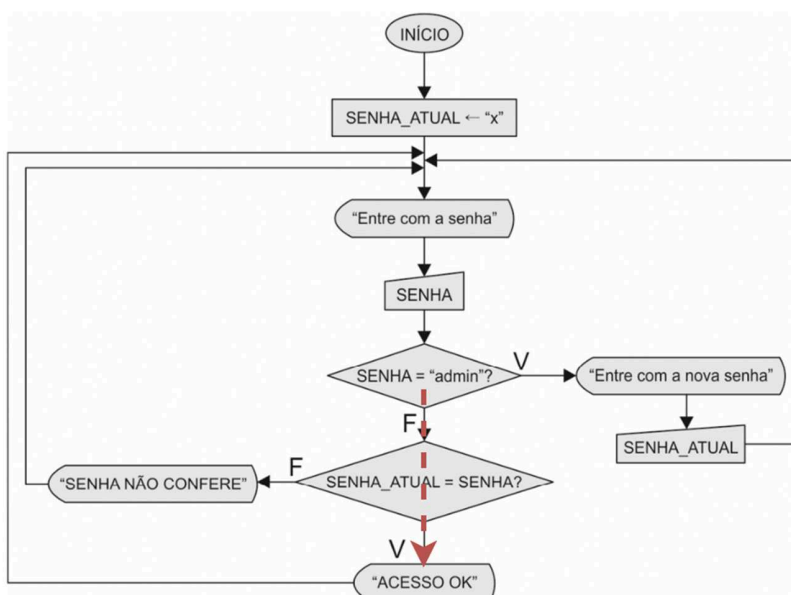 INÍCIO
SENHA_ATUAL ← “x”
“Entre com a senha”
SENHA
SENHA = “admin”?
V
“Entre com a nova senha”
SENHA_ATUAL
F
SENHA_ATUAL = SENHA?
F
“SENHA NÃO CONFERE”
V
“ACESSO OK”